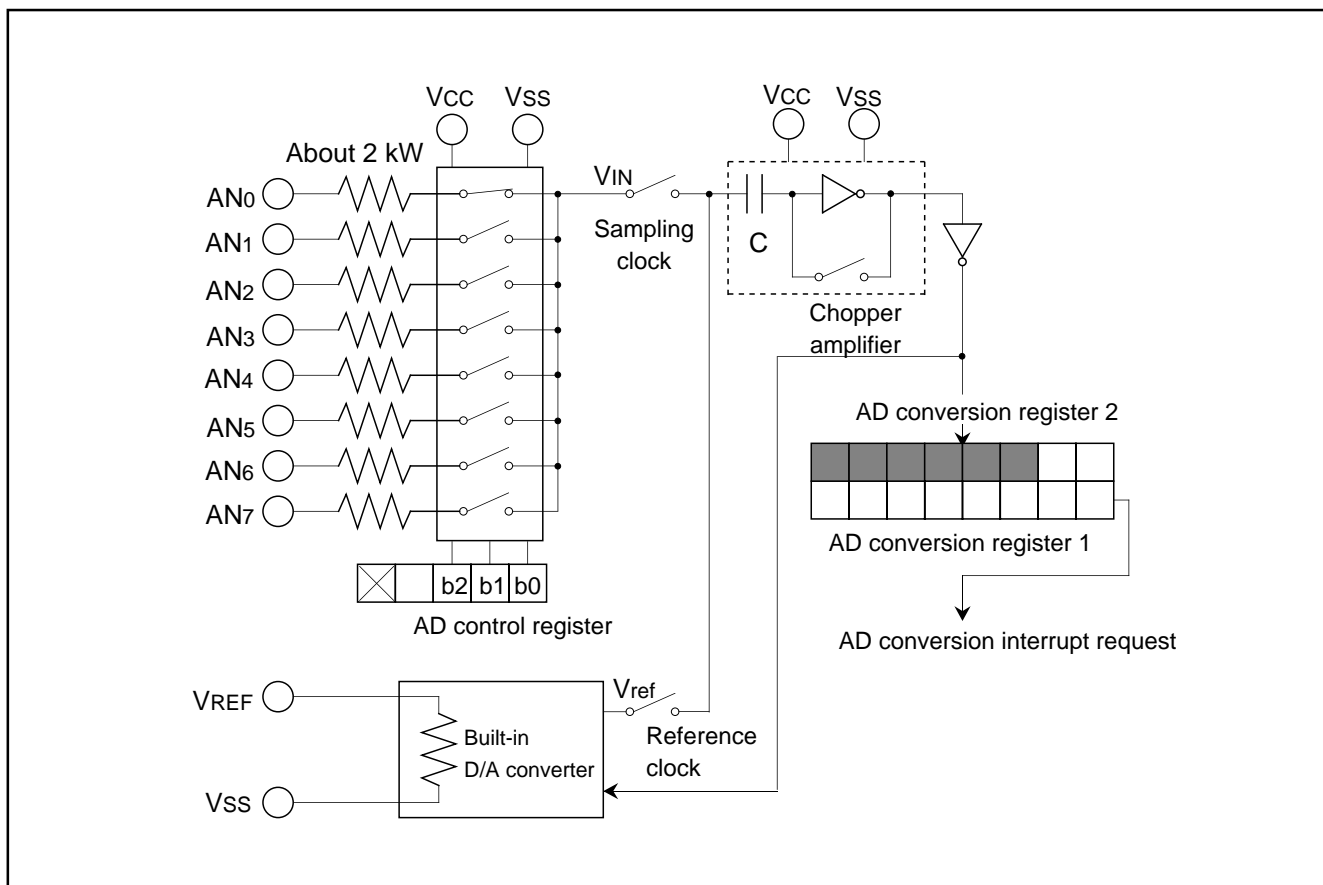 VCC
VSS
VCC
VSS
About 2 kW
AN0
AN1
AN2
AN3
AN4
AN5
AN6
AN7
VIN
Sampling
clock
C
Chopper
amplifier
AD conversion register 2
AD conversion register 1
AD conversion interrupt request
b2
b1
b0
AD control register
VREF
VSS
Built-in
D/A converter
Vref
Reference
clock